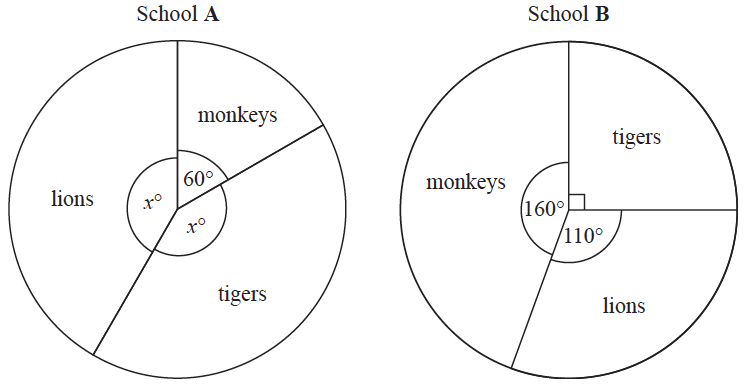 School A
monkeys
lions
60°
x°
x°
tigers
School B
tigers
monkeys
160°
110°
lions